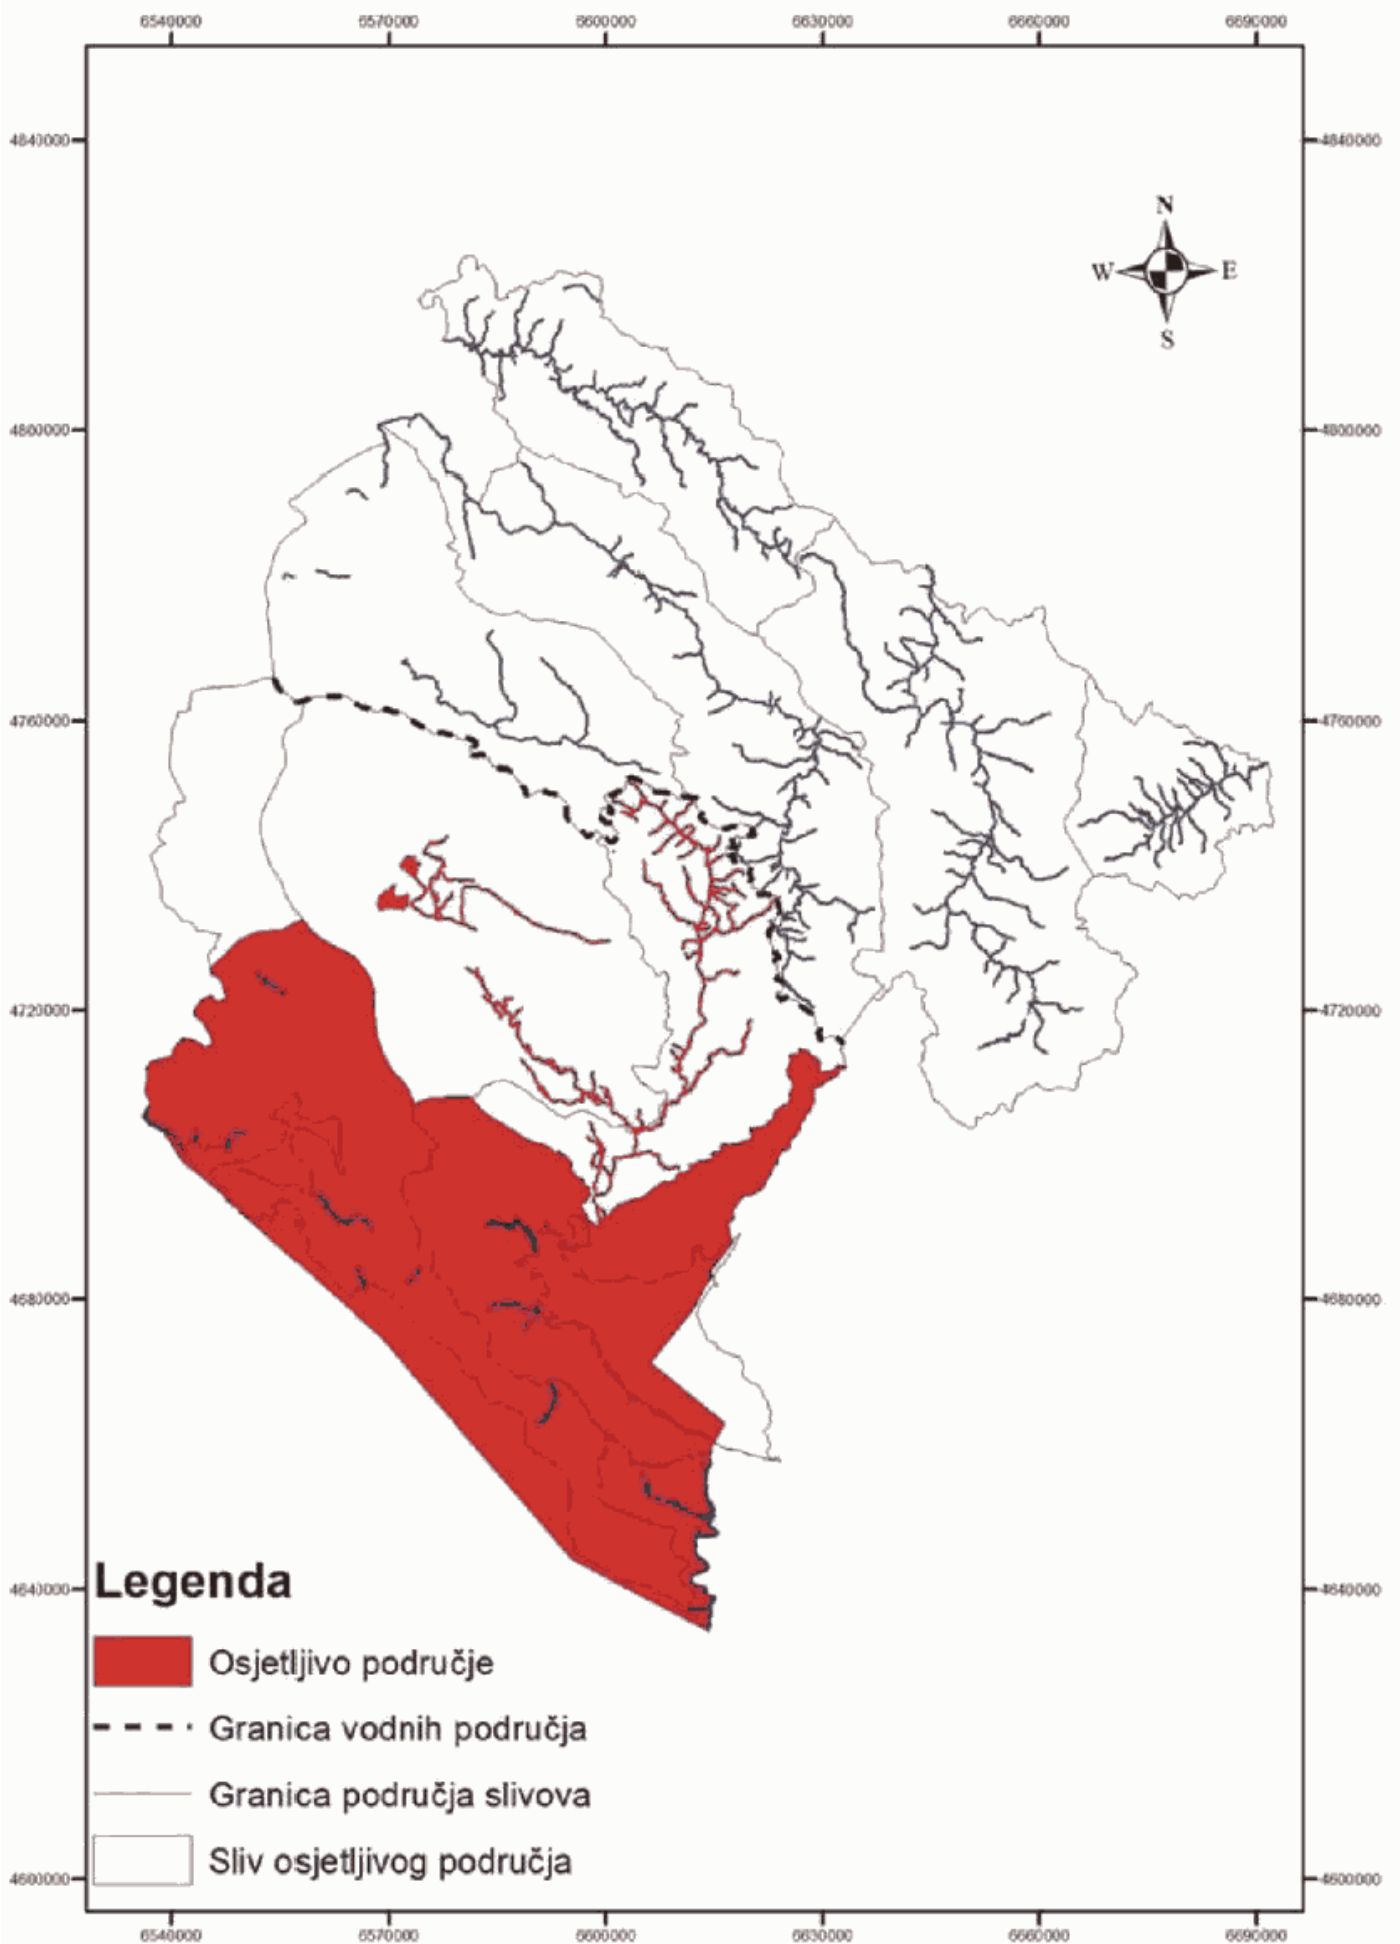 6540000 6570000 6600000 6630000 6660000 6690000
4840000 4840000
N
W E
S
4800000 4800000
4760000 4760000
4720000 4720000
4680000 4680000
4640000 4640000
Legenda
Osjetljivo područje
Granica vodnih područja
Granica područja slivova
Sliv osjetljivog područja
4600000 4600000
6540000 6570000 6600000 6630000 6660000 6690000